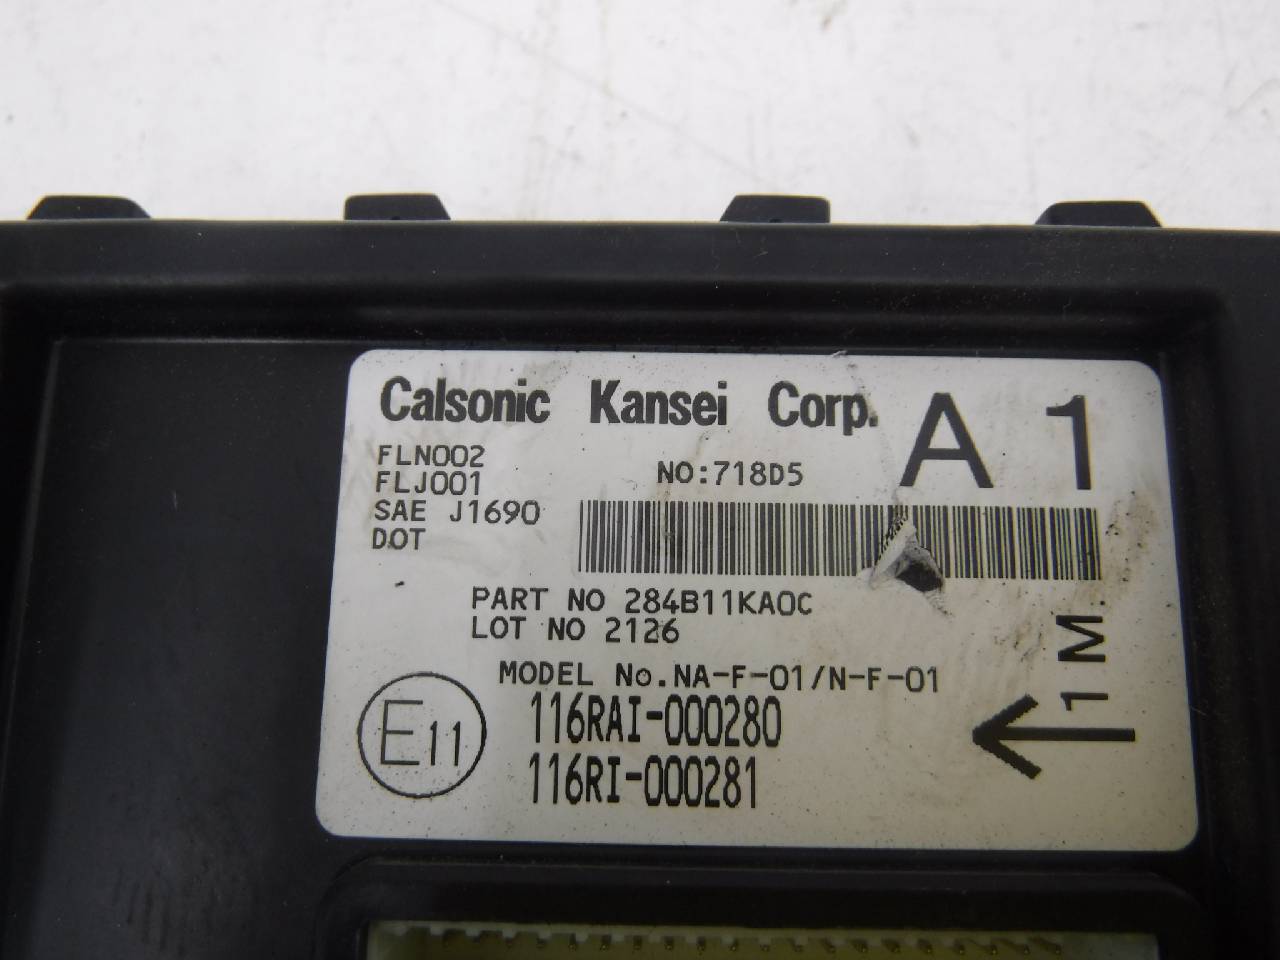 Calsonic Kansei Corp. A 1
FLN002
FLJ001
SAE J1690
DOT
NO:718D5
PART NO 284B11KA0C
LOT NO 2126
MODEL No.NA-F-01/N-F-01
E11
116RAI-000280
116RI-000281
1M.